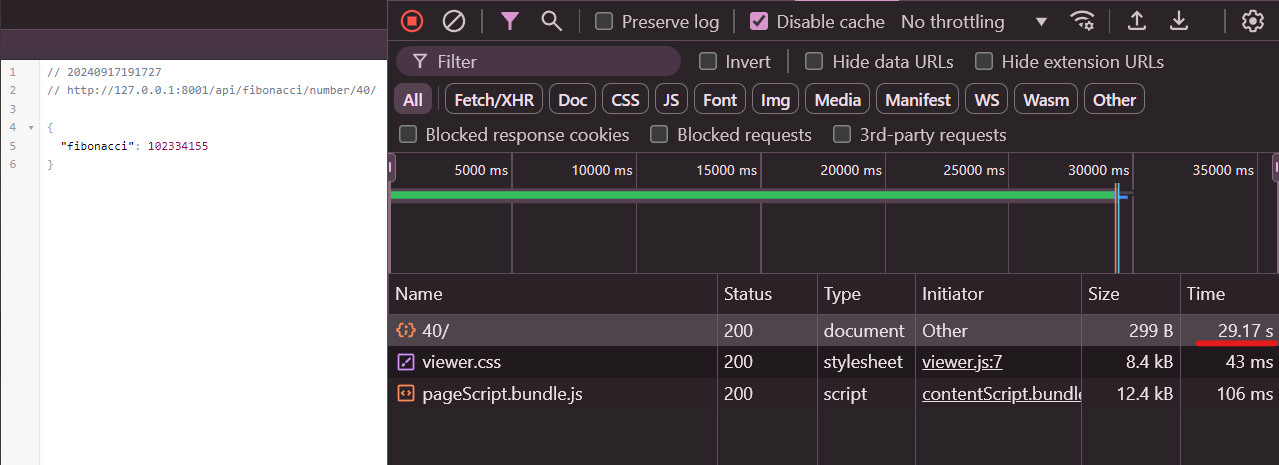 1 // 20240917191727
2 // http://127.0.0.1:8001/api/fibonacci/number/40/
3
4 {
5 "fibonacci": 102334155
6 }
Preserve log Disable cache No throttling
Filter Invert Hide data URLs Hide extension URLs
All Fetch/XHR Doc CSS JS Font Img Media Manifest WS Wasm Other
Blocked response cookies Blocked requests 3rd-party requests
5000 ms 10000 ms 15000 ms 20000 ms 25000 ms 30000 ms 35000 ms
Name Status Type Initiator Size Time
40/ 200 document Other 299 B 29.17 s
viewer.css 200 stylesheet viewer.js:7 8.4 kB 43 ms
pageScript.bundle.js 200 script contentScript.bundle 12.4 kB 106 ms